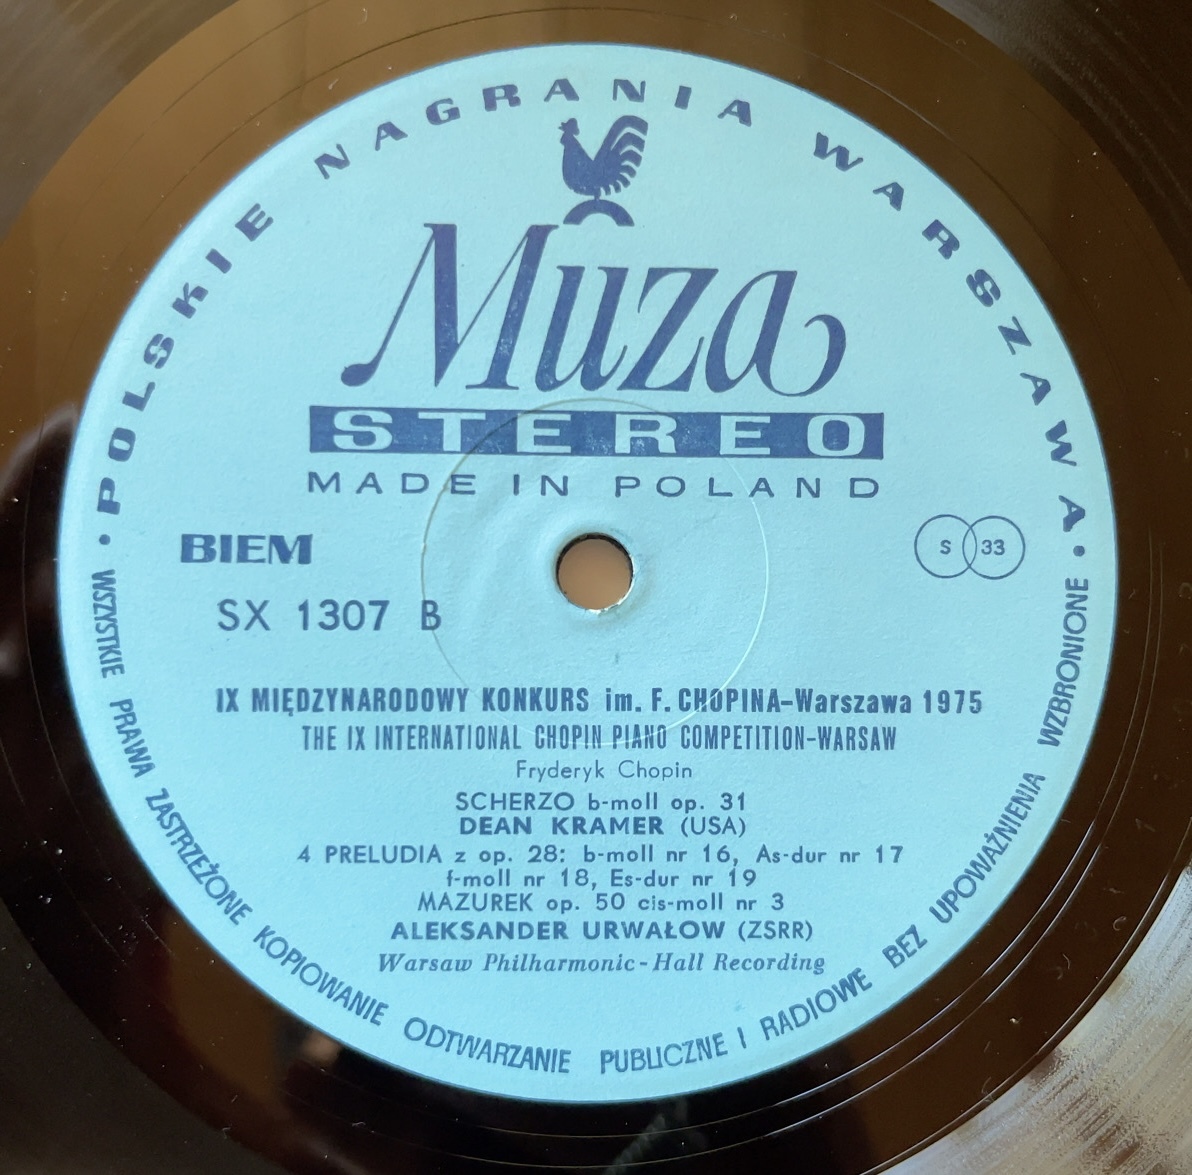 • POLSKIE NAGRANIA WARSZAWA •
Muza
STEREO
MADE IN POLAND
BIEM
S 33
SX 1307 B
IX MIĘDZYNARODOWY KONKURS im. F. CHOPINA-Warszawa 1975
THE IX INTERNATIONAL CHOPIN PIANO COMPETITION-WARSAW
Fryderyk Chopin
SCHERZO b-moll op. 31
DEAN KRAMER (USA)
4 PRELUDIA z op. 28: b-moll nr 16, As-dur nr 17
f-moll nr 18, Es-dur nr 19
MAZUREK op. 50 cis-moll nr 3
ALEKSANDER URWAŁOW (ZSRR)
Warsaw Philharmonic-Hall Recording
WSZYSTKIE PRAWA ZASTRZEŻONE KOPIOWANIE ODTWARZANIE PUBLICZNE I RADIOWE BEZ UPOWAŻNIENIA WZBRONIONE